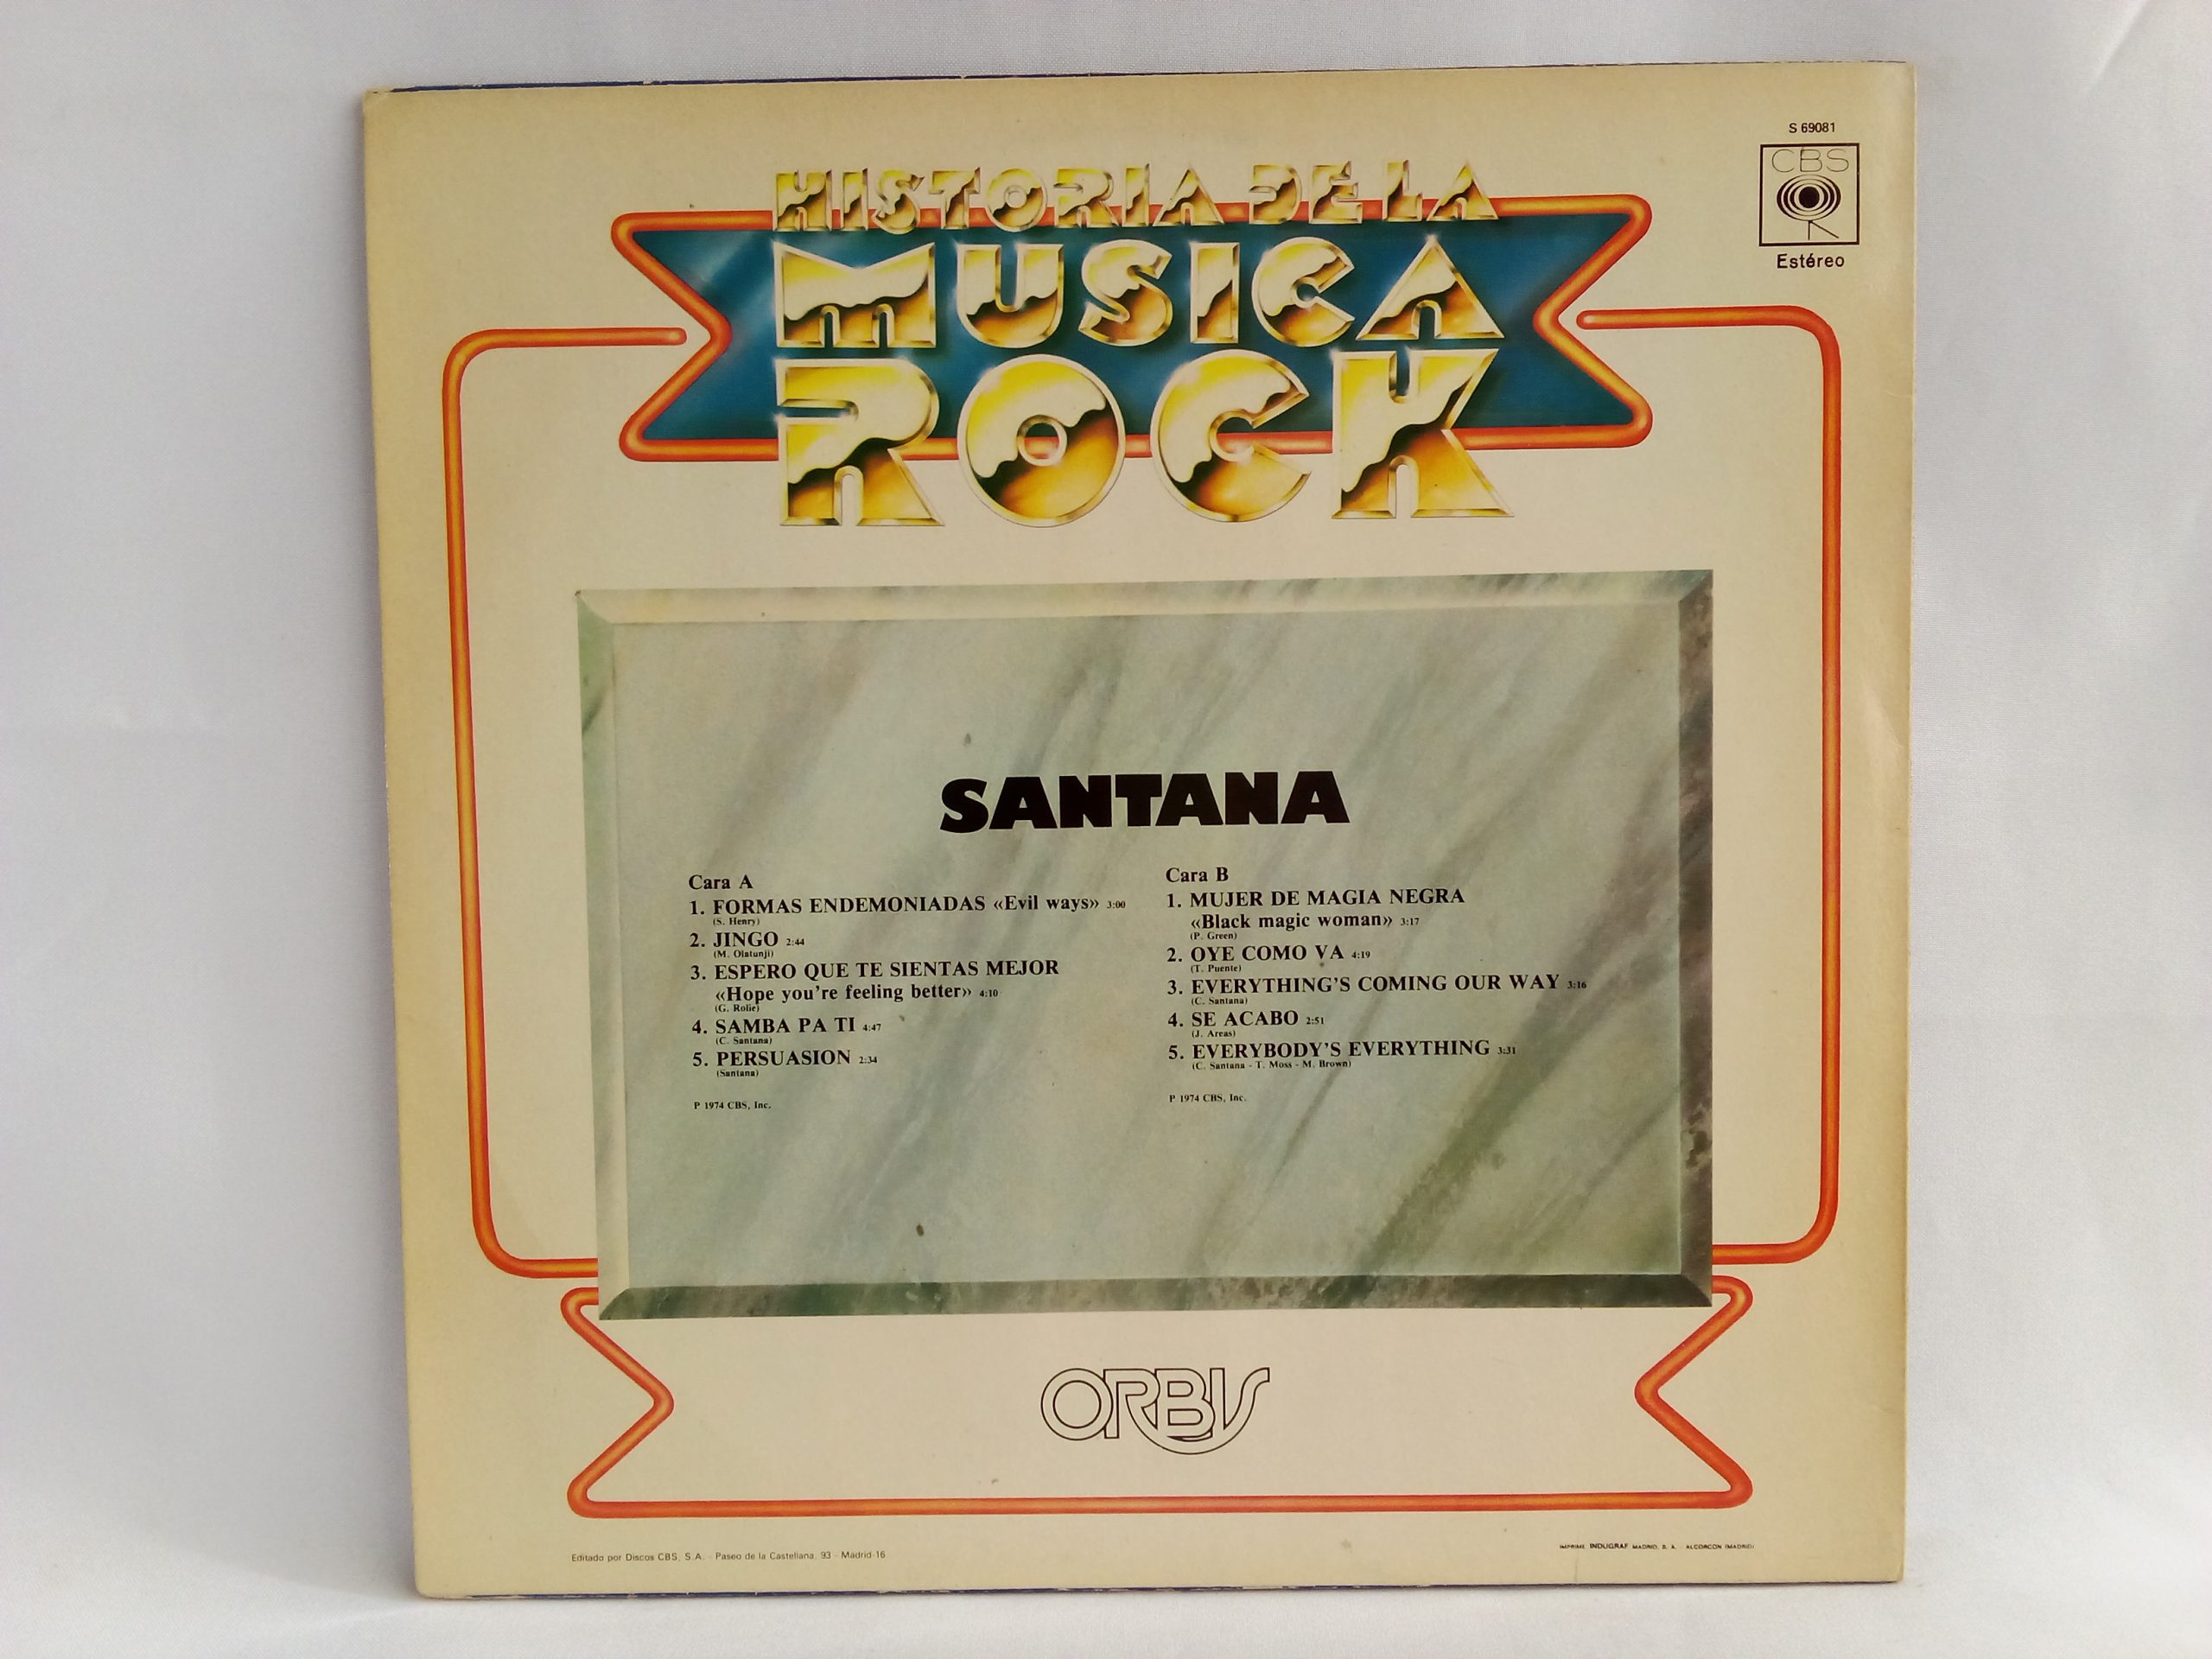 S 69081
CBS
Estéreo
HISTORIA DE LA
MUSICA
ROCK
SANTANA
Cara A
1. FORMAS ENDEMONIADAS «Evil ways» 3:00
(S. Henry)
2. JINGO 2:44
(M. Olatunji)
3. ESPERO QUE TE SIENTAS MEJOR
«Hope you're feeling better» 4:10
(G. Rolie)
4. SAMBA PA TI 4:47
(C. Santana)
5. PERSUASION 2:34
(Santana)
P 1974 CBS, Inc.
Cara B
1. MUJER DE MAGIA NEGRA
«Black magic woman» 3:17
(P. Green)
2. OYE COMO VA 4:19
(T. Puente)
3. EVERYTHING'S COMING OUR WAY 3:16
(C. Santana)
4. SE ACABO 2:51
(J. Areas)
5. EVERYBODY'S EVERYTHING 3:31
(C. Santana - T. Moss - M. Brown)
P 1974 CBS, Inc.
ORBIS
Editado por Discos CBS, S.A. - Paseo de la Castellana, 93 - Madrid-16
IMPRIME INDUGRAF MADRID, S. A. - ALCORCON (MADRID)